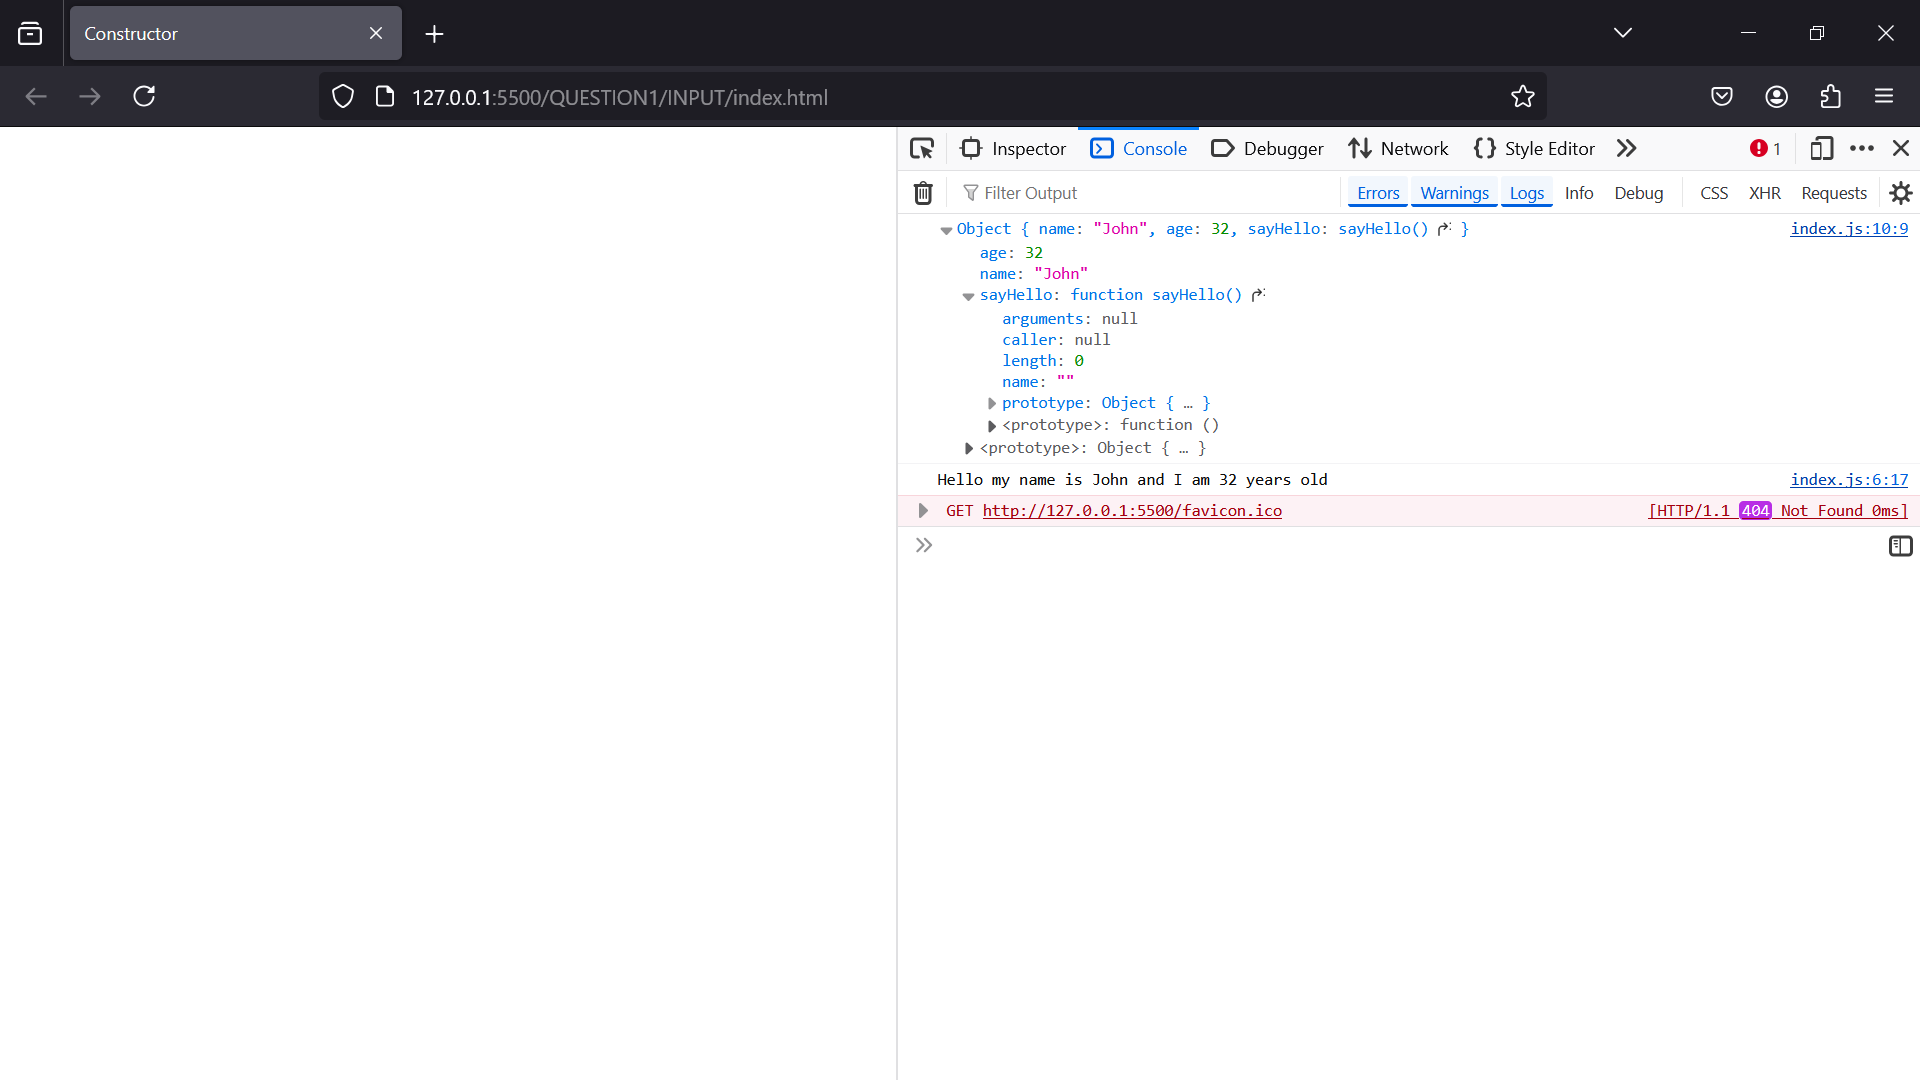 Constructor
127.0.0.1:5500/QUESTION1/INPUT/index.html
Inspector Console Debugger Network Style Editor 1
Filter Output Errors Warnings Logs Info Debug CSS XHR Requests
Object { name: "John", age: 32, sayHello: sayHello() } index.js:10:9
age: 32
name: "John"
sayHello: function sayHello()
arguments: null
caller: null
length: 0
name: ""
prototype: Object { … }
<prototype>: function ()
<prototype>: Object { … }
Hello my name is John and I am 32 years old index.js:6:17
GET http://127.0.0.1:5500/favicon.ico [HTTP/1.1 404 Not Found 0ms]